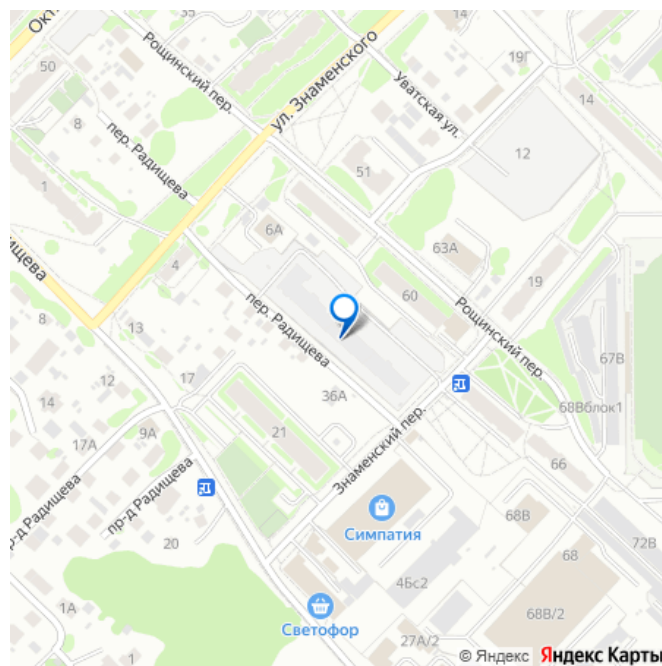 Окт
35
14
Рощинский пер.
ул. Знаменского
19Г
50
Уватская ул.
14
8
пер. Радищева
12
51
1
6А
63А
дищева
4
19
60
Рощинский пер.
пер. Радищева
8
13
67В
12
17
36А
14
68Вблок1
21
Знаменский пер.
17А
9А
66
пр-д Радищева
р-д Радищева
Симпатия
68В
72В
20
68
4Бс2
1А
68В/2
Светофор
27А/2
1
© Яндекс Яндекс Карты